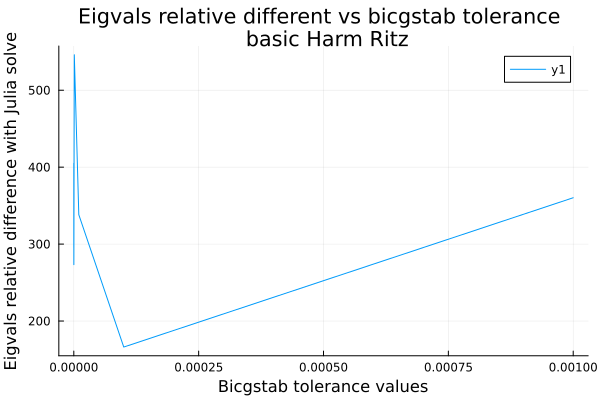 Eigvals relative different vs bicgstab tolerance
basic Harm Ritz
y1
Eigvals relative difference with Julia solve
500
400
300
200
0.00000
0.00025
0.00050
0.00075
0.00100
Bicgstab tolerance values